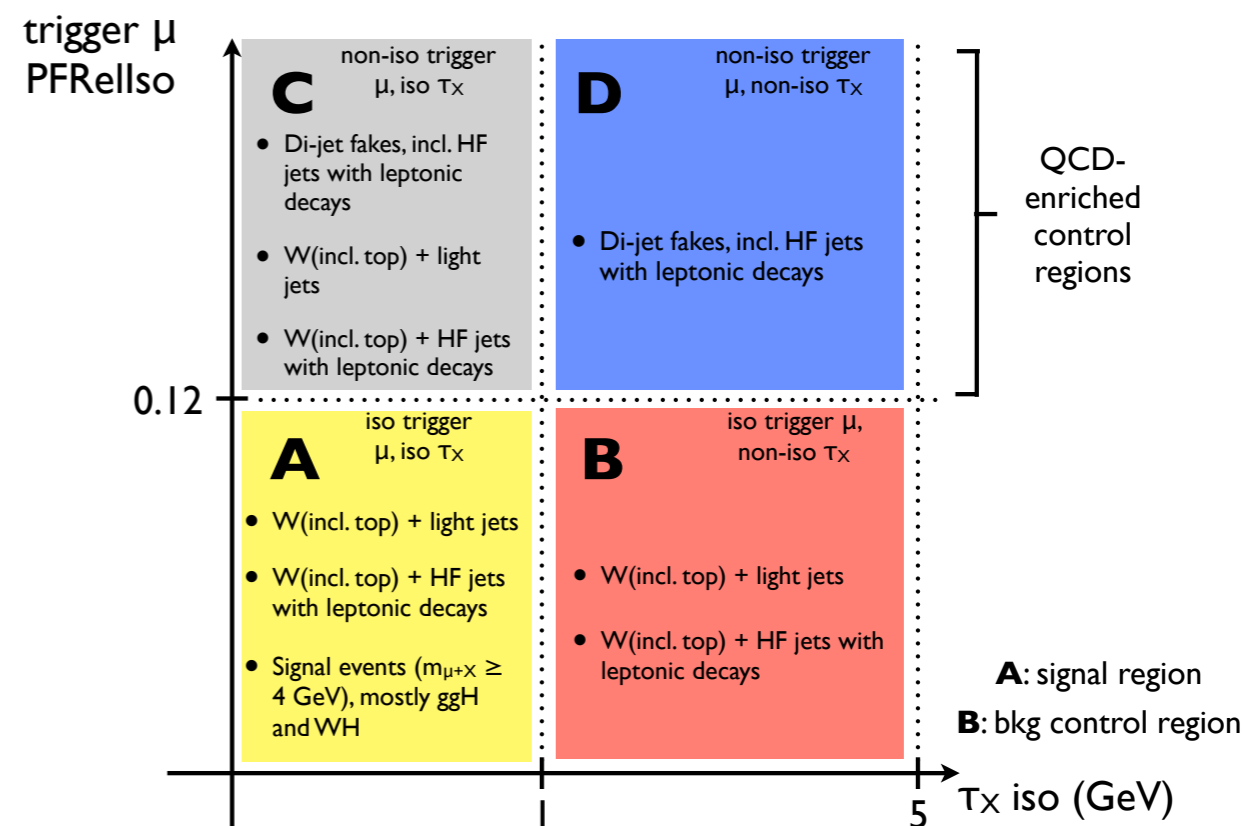 trigger μ
PFRelIso
C
non-iso trigger
μ, iso τX
• Di-jet fakes, incl. HF
jets with leptonic
decays
• W(incl. top) + light
jets
• W(incl. top) + HF jets
with leptonic decays
D
non-iso trigger
μ, non-iso τX
• Di-jet fakes, incl. HF jets
with leptonic decays
QCD-
enriched
control
regions
0.12
A
iso trigger
μ, iso τX
• W(incl. top) + light jets
• W(incl. top) + HF jets
with leptonic decays
• Signal events (mμ+X ≥
4 GeV), mostly ggH
and WH
B
iso trigger μ,
non-iso τX
• W(incl. top) + light jets
• W(incl. top) + HF jets with
leptonic decays
A: signal region
B: bkg control region
1
5
τX iso (GeV)